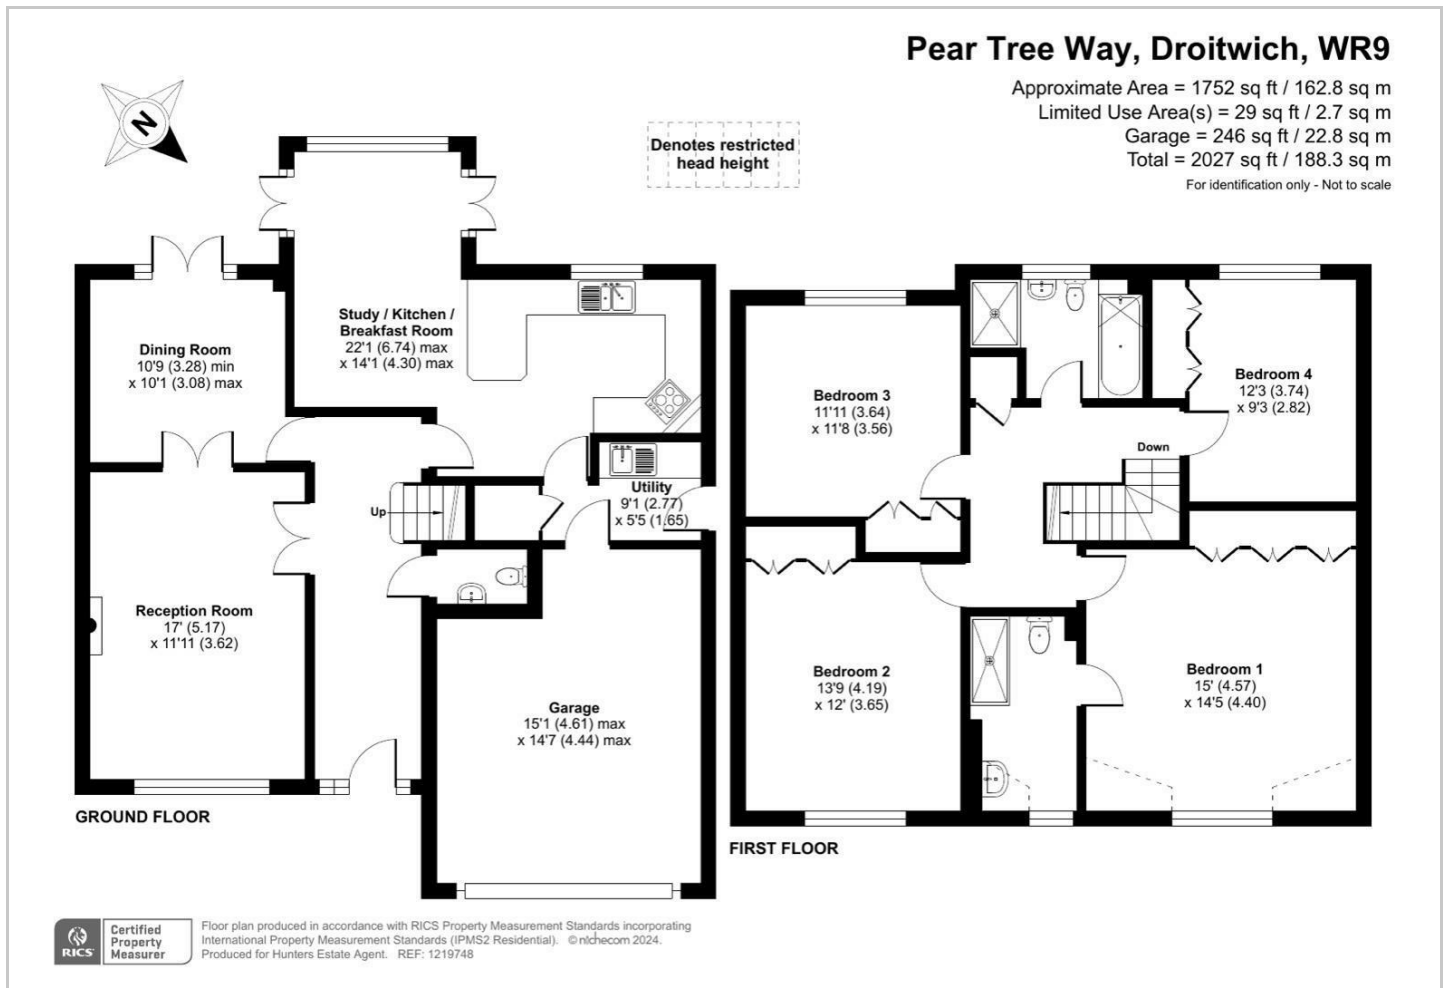 Pear Tree Way, Droitwich, WR9
Approximate Area = 1752 sq ft / 162.8 sq m
Limited Use Area(s) = 29 sq ft / 2.7 sq m
Garage = 246 sq ft / 22.8 sq m
Total = 2027 sq ft / 188.3 sq m
For identification only - Not to scale
N
Denotes restricted
head height
Study / Kitchen /
Breakfast Room
22'1 (6.74) max
x 14'1 (4.30) max
Dining Room
10'9 (3.28) min
x 10'1 (3.08) max
Utility
9'1 (2.77)
x 5'5 (1.65)
Up
Reception Room
17' (5.17)
x 11'11 (3.62)
Garage
15'1 (4.61) max
x 14'7 (4.44) max
GROUND FLOOR
Bedroom 3
11'11 (3.64)
x 11'8 (3.56)
Bedroom 4
12'3 (3.74)
x 9'3 (2.82)
Down
Bedroom 2
13'9 (4.19)
x 12' (3.65)
Bedroom 1
15' (4.57)
x 14'5 (4.40)
FIRST FLOOR
RICS
Certified
Property
Measurer
Floor plan produced in accordance with RICS Property Measurement Standards incorporating
International Property Measurement Standards (IPMS2 Residential). © nichecom 2024.
Produced for Hunters Estate Agent. REF: 1219748